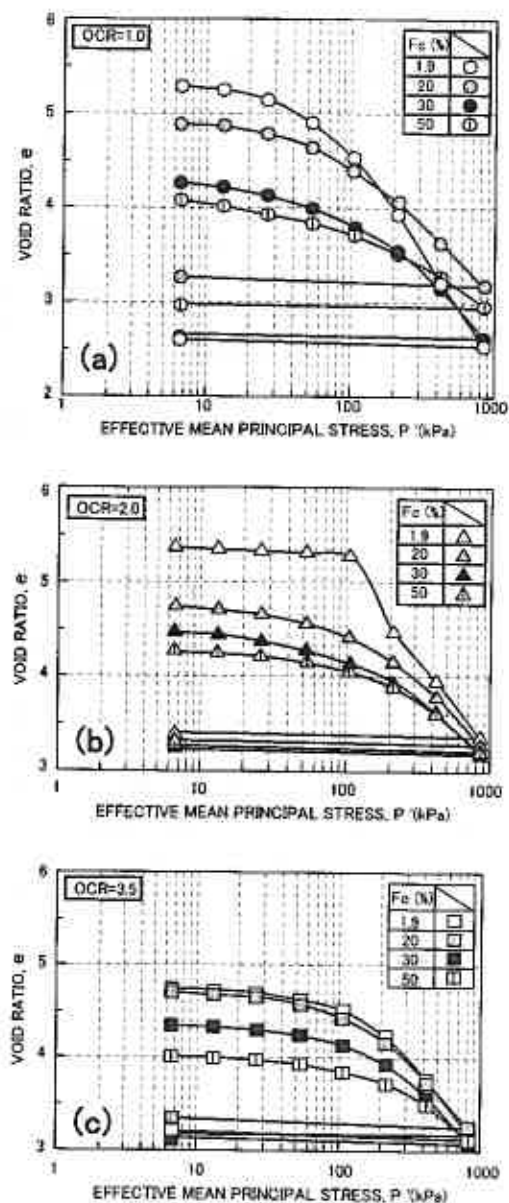 OCR=1.0
Fc (%)
1.9
20
30
50
6
5
4
3
2
VOID RATIO, e
(a)
1 10 100 1000
EFFECTIVE MEAN PRINCIPAL STRESS, P '(kPa)
OCR=2.0
Fc (%)
1.9
20
30
50
6
5
4
3
VOID RATIO, e
(b)
1 10 100 1000
EFFECTIVE MEAN PRINCIPAL STRESS, P '(kPa)
OCR=3.5
Fc (%)
1.9
20
30
50
6
5
4
3
VOID RATIO, e
(c)
1 10 100 1000
EFFECTIVE MEAN PRINCIPAL STRESS, P '(kPa)